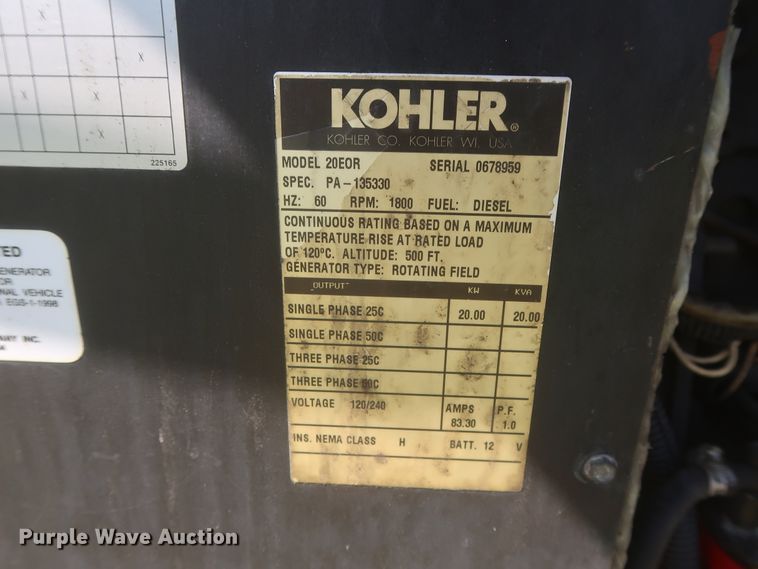 X
X X
X
X X
225165
TED
GENERATOR
OR
NAL VEHICLE
EGS-1-1998
ANY INC.
KOHLER®
KOHLER CO. KOHLER WI. USA
MODEL 20EOR SERIAL 0678959
SPEC. PA-135330
HZ: 60 RPM: 1800 FUEL: DIESEL
CONTINUOUS RATING BASED ON A MAXIMUM
TEMPERATURE RISE AT RATED LOAD
OF 120°C. ALTITUDE: 500 FT.
GENERATOR TYPE: ROTATING FIELD
OUTPUT KW KVA
SINGLE PHASE 25C 20.00 20.00
SINGLE PHASE 50C
THREE PHASE 25C
THREE PHASE 50C
VOLTAGE 120/240 AMPS P.F.
83.30 1.0
INS. NEMA CLASS H BATT. 12 V
Purple Wave Auction